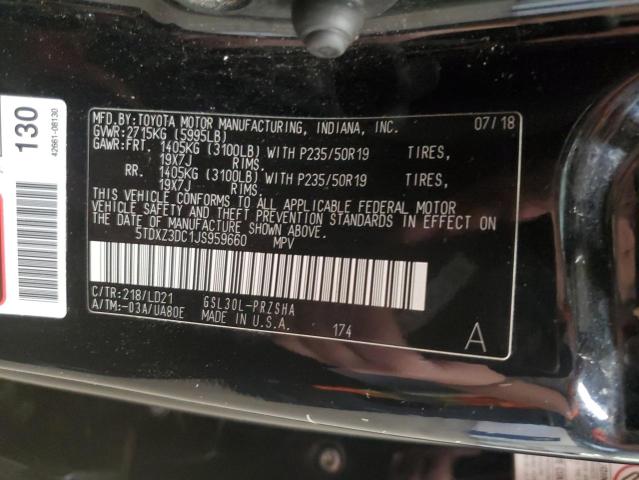 130
42661-08130
MFD.BY:TOYOTA MOTOR MANUFACTURING, INDIANA, INC. 07/18
GVWR:2715KG (5995LB)
GAWR:FRT. 1405KG (3100LB) WITH P235/50R19 TIRES,
19X7J RIMS.
RR. 1405KG (3100LB) WITH P235/50R19 TIRES,
19X7J RIMS.
THIS VEHICLE CONFORMS TO ALL APPLICABLE FEDERAL MOTOR
VEHICLE SAFETY AND THEFT PREVENTION STANDARDS IN EFFECT
ON THE DATE OF MANUFACTURE SHOWN ABOVE.
5TDXZ3DC1JS959660 MPV
C/TR:218/LD21 GSL30L-PRZSHA
A/TM:-03A/UA80E MADE IN U.S.A. 174 A